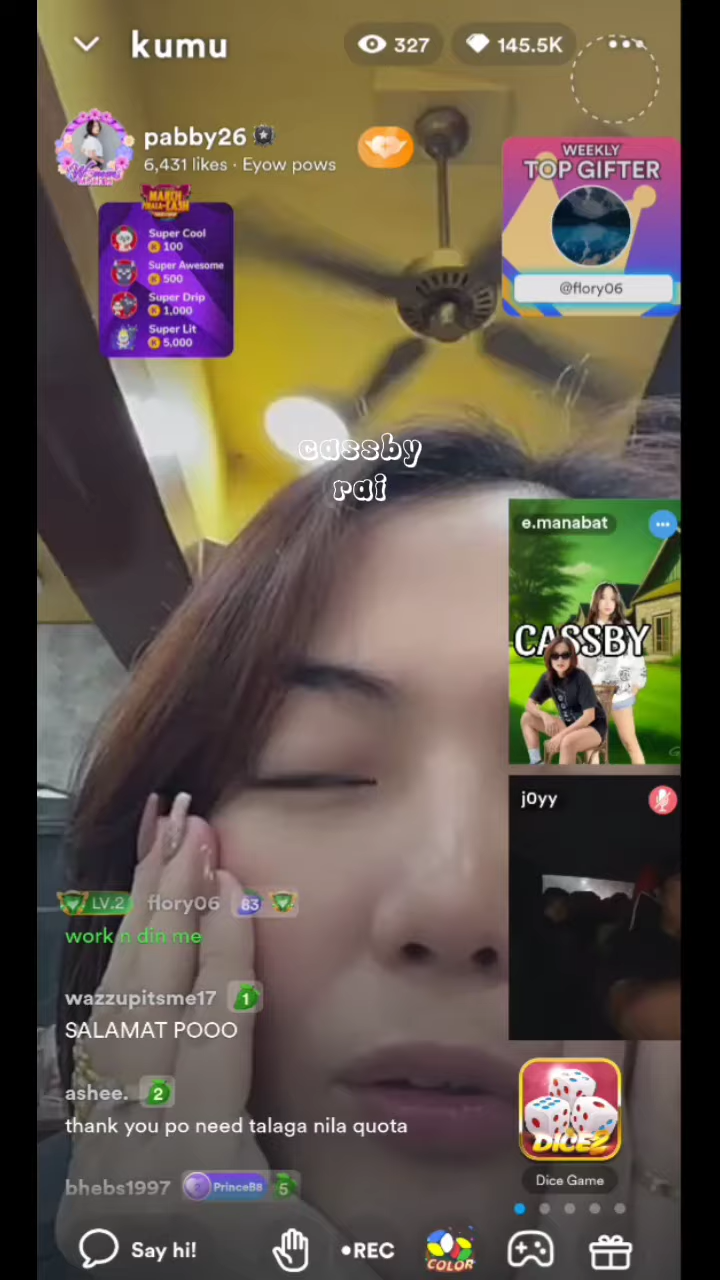 kumu
327
145.5K
pabby26
6,431 likes · Eyow pows
WEEKLY
TOP GIFTER
@flory06
MARCH
Super Cool
100
Super Awesome
500
Super Drip
1,000
Super Lit
5,000
cassby
rai
e.manabat
CASSBY
j0yy
LV.2 flory06 83
work n din me
wazzupitsme17 1
SALAMAT POOO
ashee. 2
thank you po need talaga nila quota
bhebs1997 PrinceBB 5
DICE2
Dice Game
Say hi!
•REC
COLOR